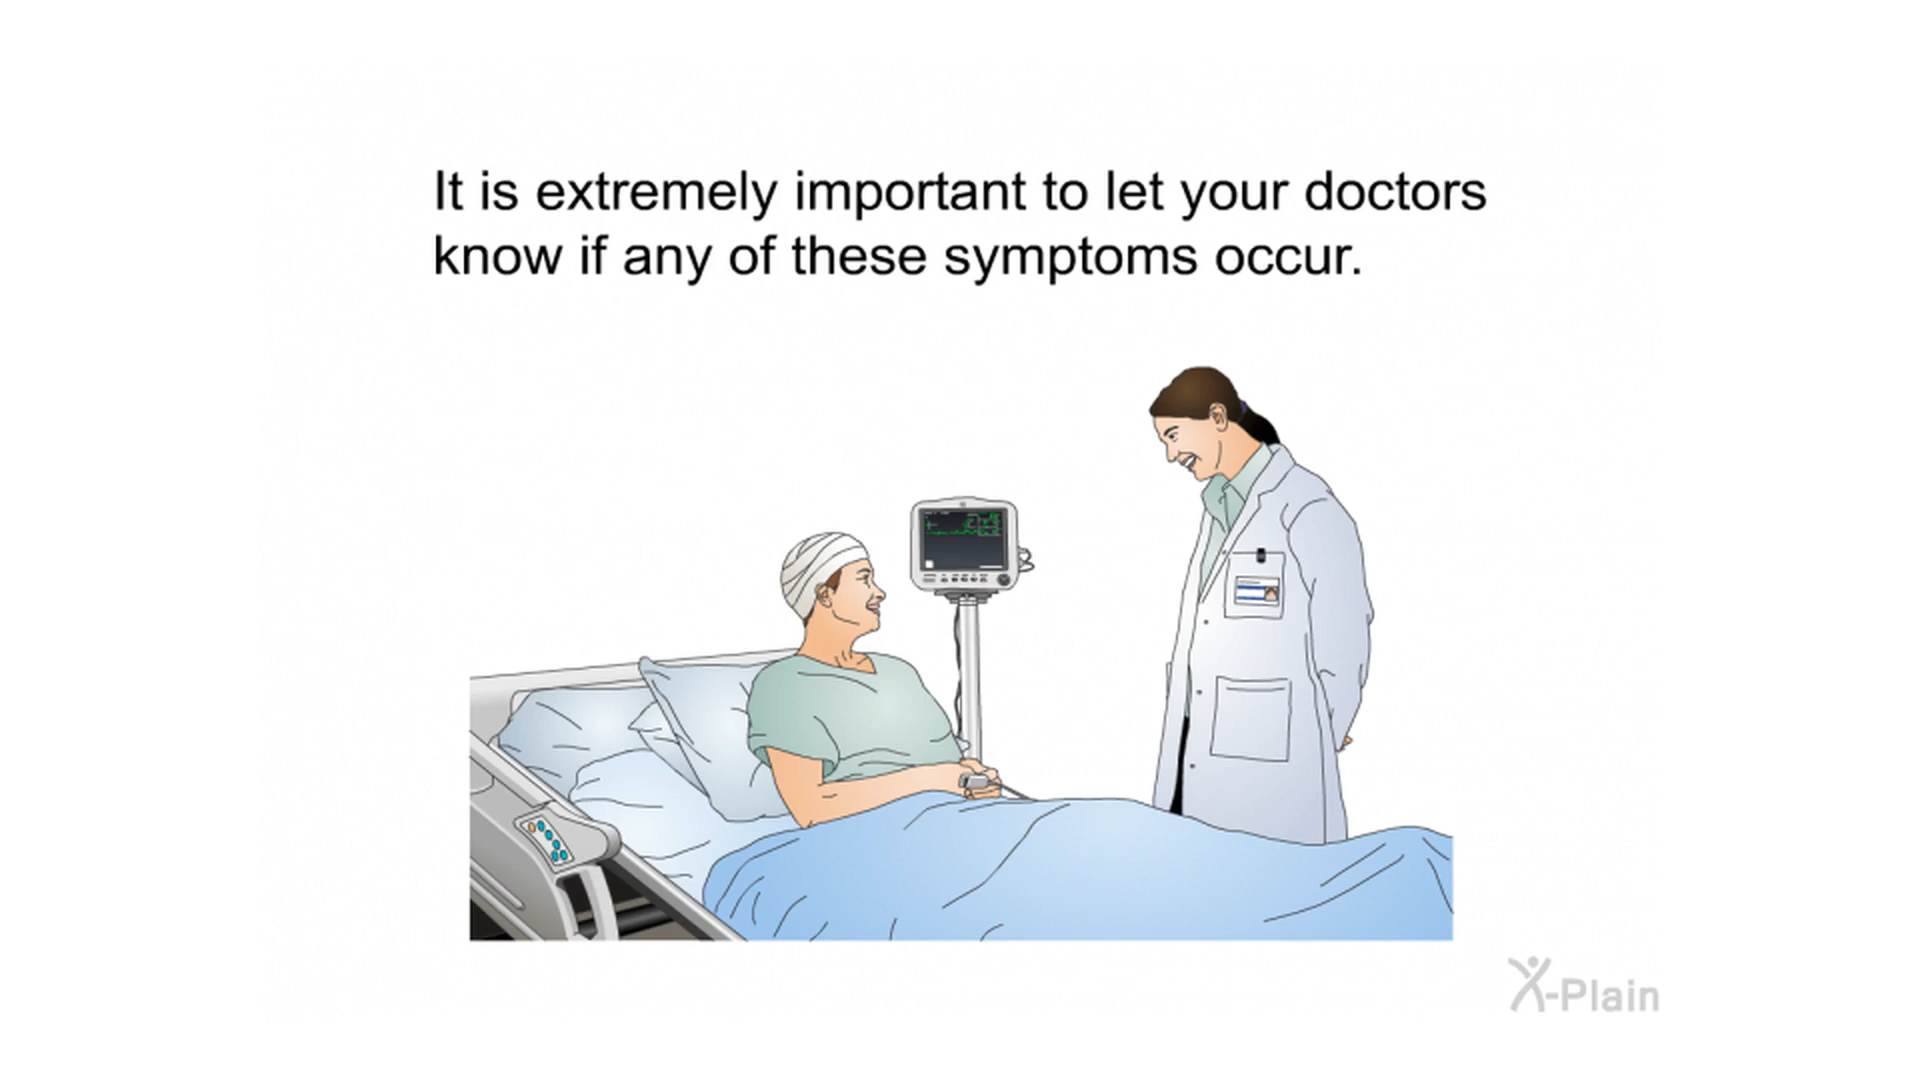 It is extremely important to let your doctors
know if any of these symptoms occur.
X-Plain